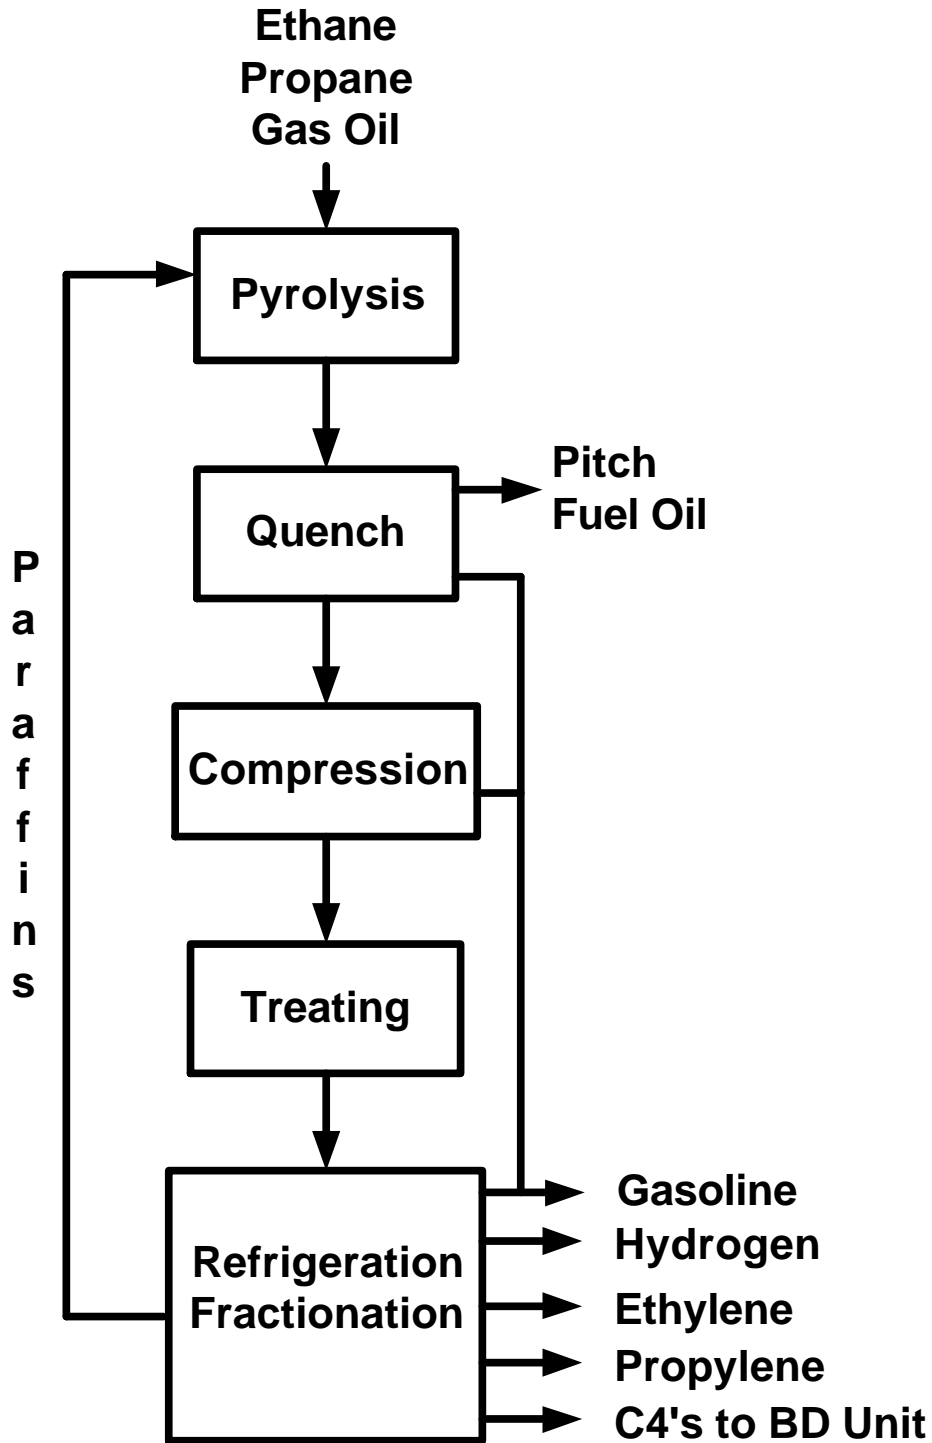 Ethane
Propane
Gas Oil
Pyrolysis
Pitch
Fuel Oil
Quench
Paraffins
Compression
Treating
Refrigeration
Fractionation
Gasoline
Hydrogen
Ethylene
Propylene
C4's to BD Unit